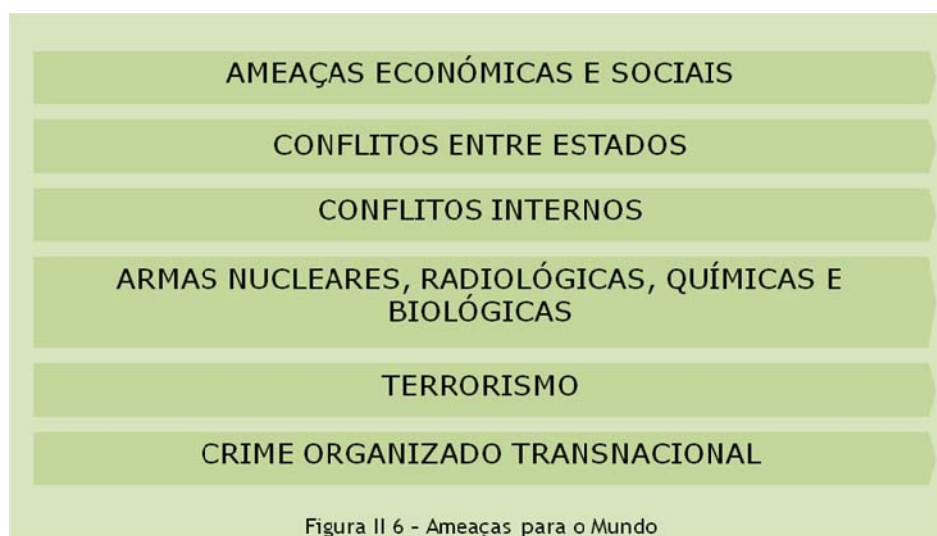 AMEAÇAS ECONÓMICAS E SOCIAIS
CONFLITOS ENTRE ESTADOS
CONFLITOS INTERNOS
ARMAS NUCLEARES, RADIOLÓGICAS, QUÍMICAS E
BIOLÓGICAS
TERRORISMO
CRIME ORGANIZADO TRANSNACIONAL
Figura II 6 - Ameaças para o Mundo